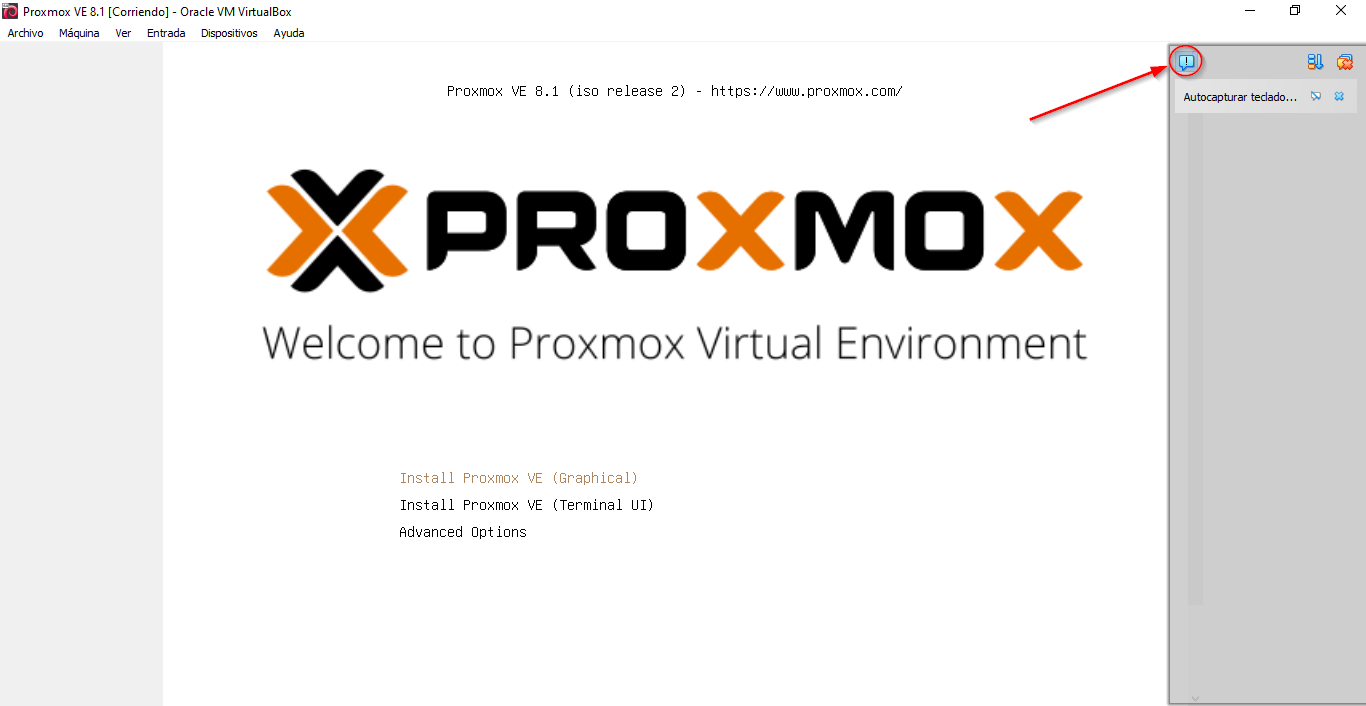 Proxmox VE 8.1 [Corriendo] - Oracle VM VirtualBox
Archivo Máquina Ver Entrada Dispositivos Ayuda
Autocapturar teclado...
Proxmox VE 8.1 (iso release 2) - https://www.proxmox.com/
PROXMOX
Welcome to Proxmox Virtual Environment
Install Proxmox VE (Graphical)
Install Proxmox VE (Terminal UI)
Advanced Options